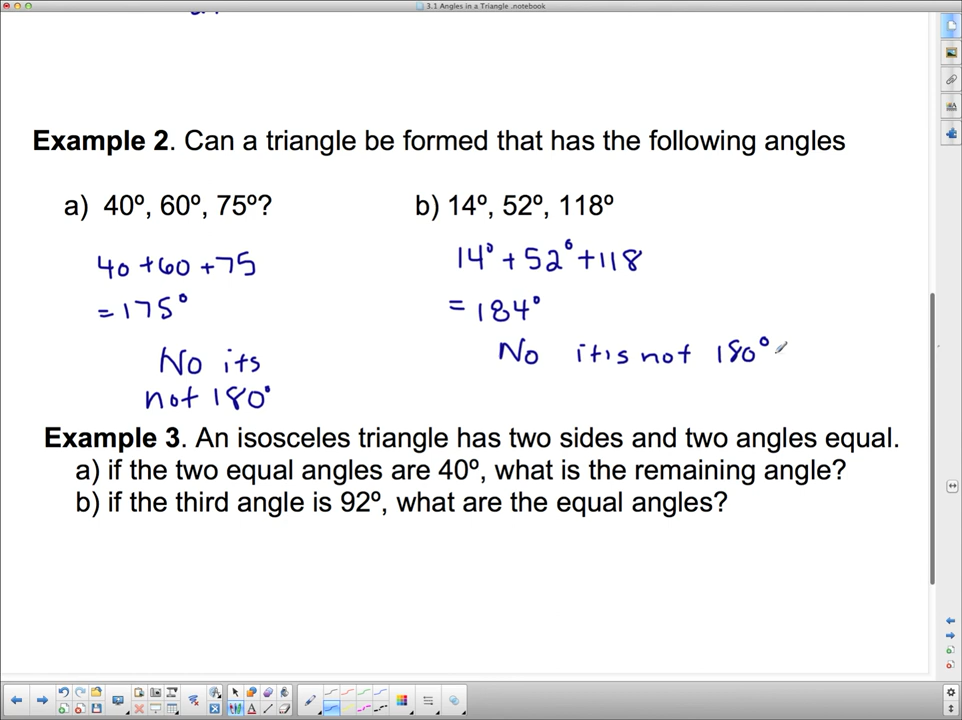 3.1 Angles in a Triangle .notebook
Example 2. Can a triangle be formed that has the following angles
a) 40º, 60º, 75º?
b) 14º, 52º, 118º
40 +60 +75
= 175°
No its
not 180°
14° + 52° +118
= 184°
No it is not 180°
Example 3. An isosceles triangle has two sides and two angles equal.
a) if the two equal angles are 40º, what is the remaining angle?
b) if the third angle is 92º, what are the equal angles?